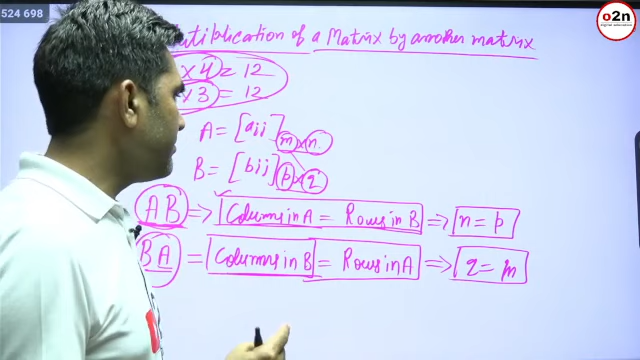 524 698
o2n
Multiplication of a Matrix by another matrix
x 4 = 12
x 3 = 12
A = [aij] m x n
B = [bij] p x q
AB => Columns in A = Rows in B => n = p
BA = Columns in B = Rows in A => q = m